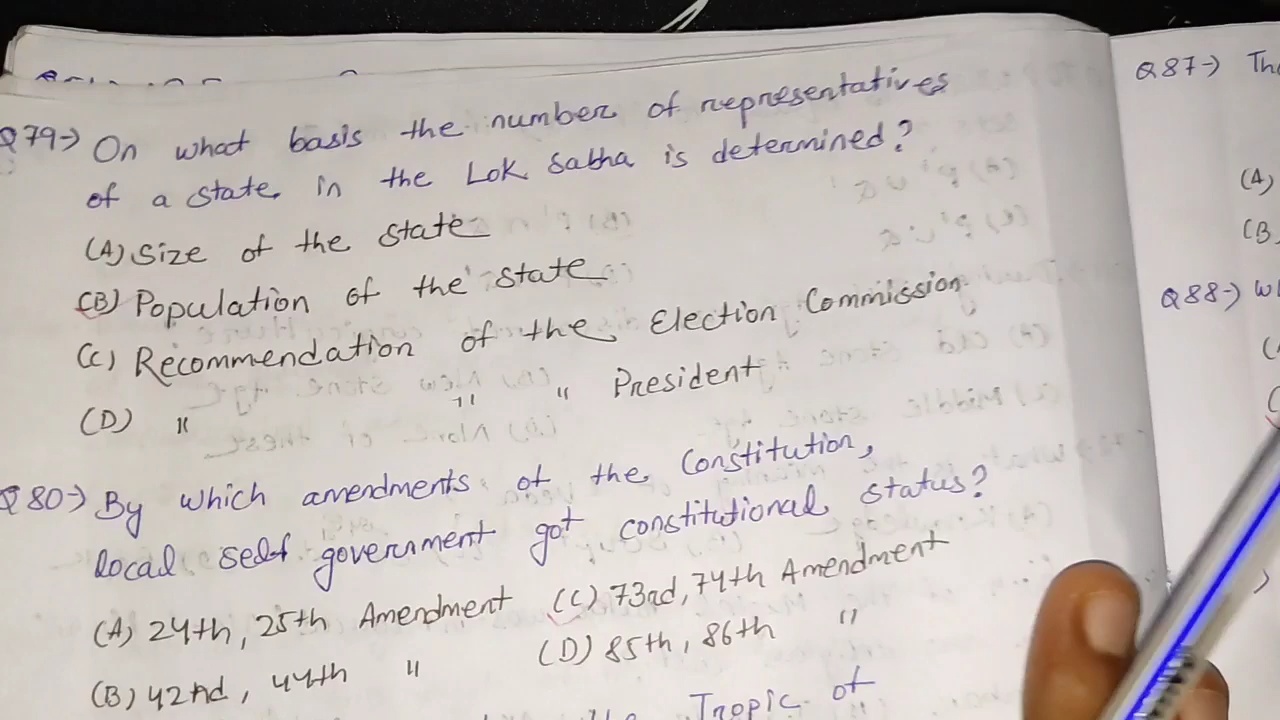 Q79→) On what basis the number of representatives
of a state in the Lok Sabha is determined?
(A) Size of the state
(B) Population of the state
(C) Recommendation of the Election Commission
(D) " " " President
Q80→) By which amendments of the Constitution,
local self government got constitutional status?
(A) 24th, 25th Amendment (C) 73rd, 74th Amendment
(B) 42nd, 44th " (D) 85th, 86th "
Tropic of
Q87→)
(A)
(B
Q88→)